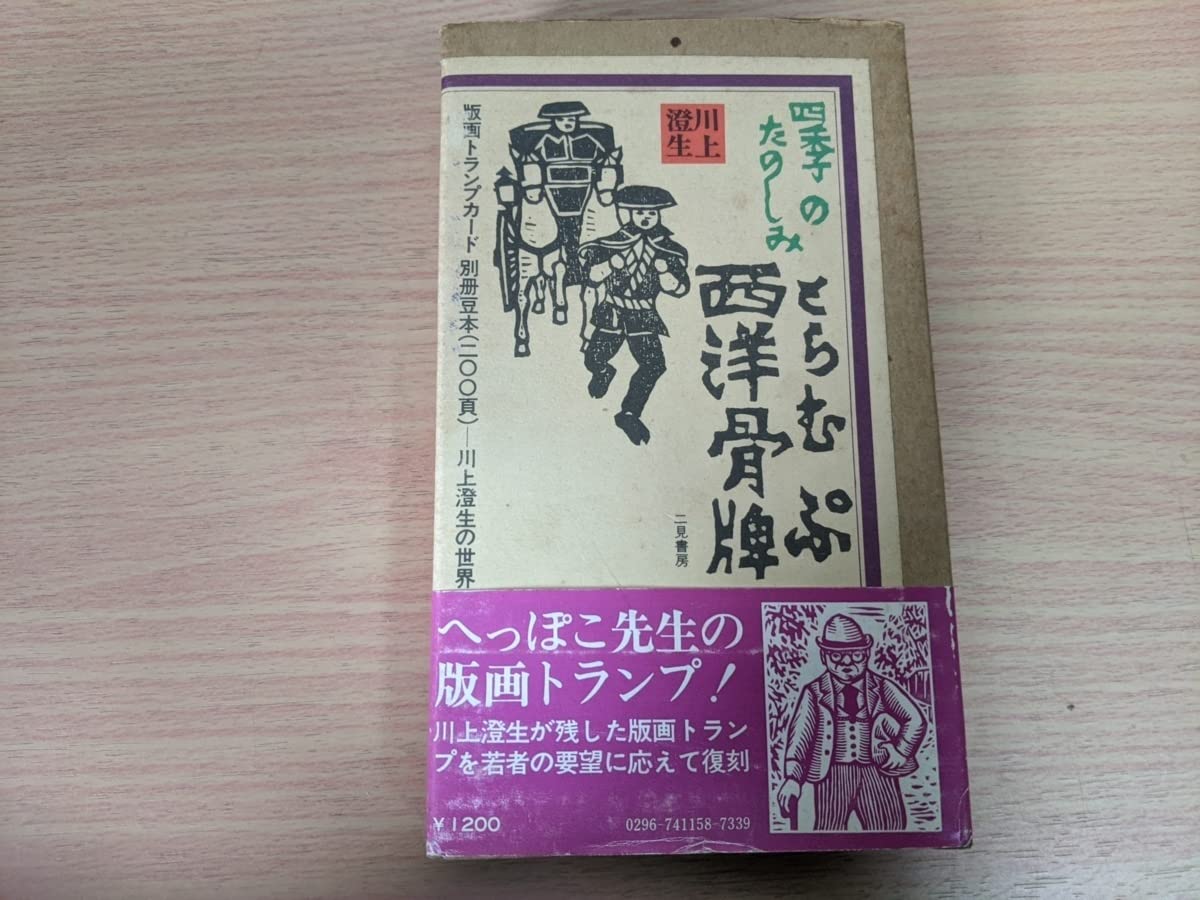 四季の
たのしみ
川上
澄生
とらむぷ
西洋骨牌
二見書房
版画トランプカード 別冊豆本(二〇〇頁)―川上澄生の世界
へっぽこ先生の
版画トランプ!
川上澄生が残した版画トラン
プを若者の要望に応えて復刻
¥1200
0296-741158-7339